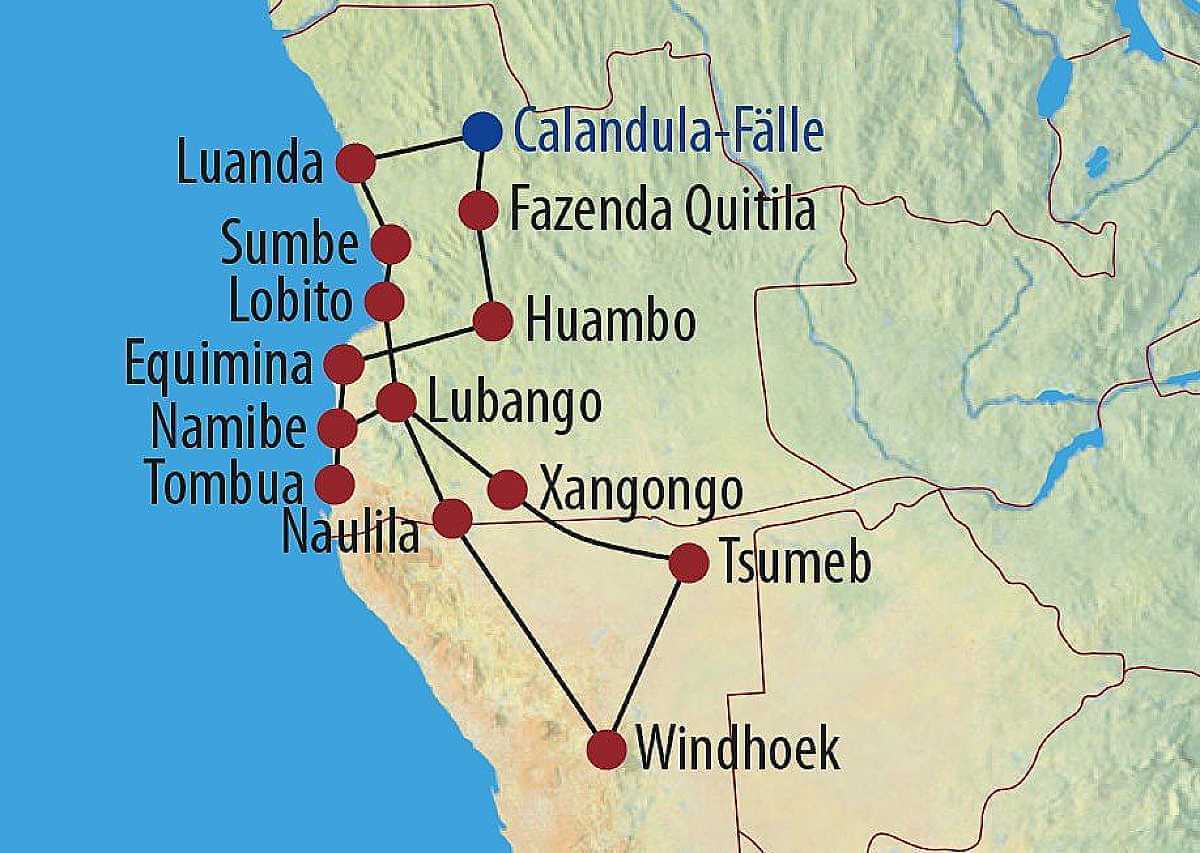 Calandula-Fälle
Luanda
Fazenda Quitila
Sumbe
Lobito
Huambo
Equimina
Lubango
Namibe
Tombua
Xangongo
Naulila
Tsumeb
Windhoek